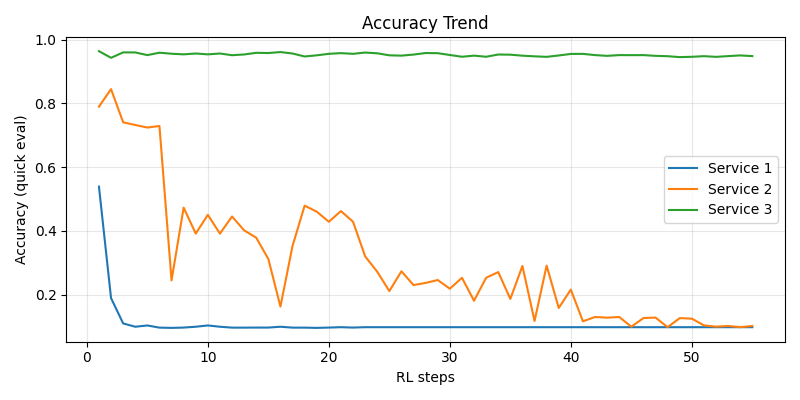 Accuracy Trend
Accuracy (quick eval)
1.0
0.8
0.6
0.4
0.2
Service 1
Service 2
Service 3
0 10 20 30 40 50
RL steps